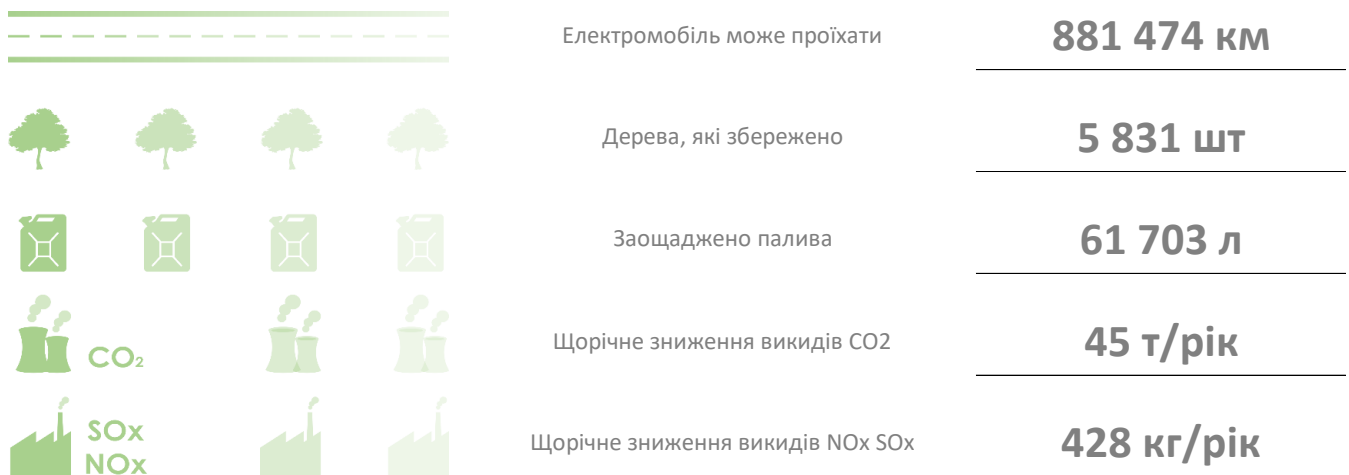 Електромобіль може проїхати 881 474 км
Дерева, які збережено 5 831 шт
Заощаджено палива 61 703 л
CO₂ Щорічне зниження викидів CO2 45 т/рік
SOx
NOx Щорічне зниження викидів NOx SOx 428 кг/рік